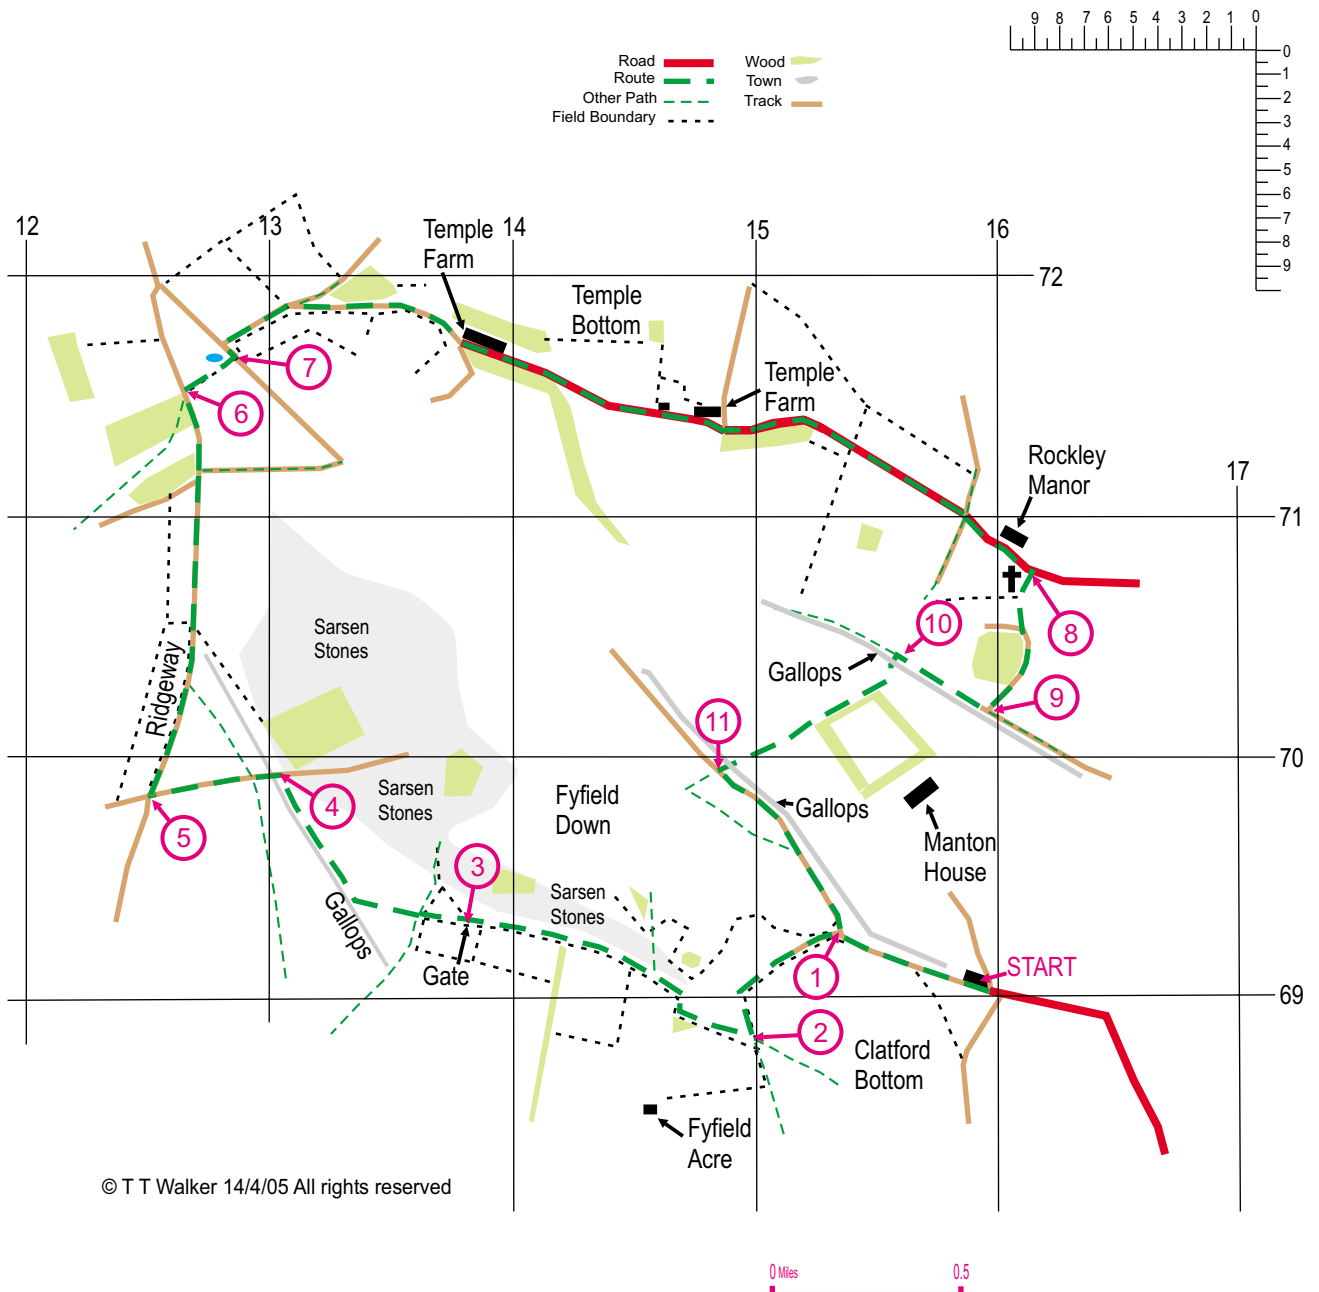 9 8 7 6 5 4 3 2 1 0
0
1
2
3
4
5
6
7
8
9
Road
Route
Other Path
Field Boundary
Wood
Town
Track
12
13
14
15
16
72
Temple
Farm
Temple
Bottom
7
6
Temple
Farm
Rockley
Manor
17
71
Sarsen
Stones
Ridgeway
10
8
Gallops
9
11
70
4
5
Sarsen
Stones
Fyfield
Down
Gallops
Manton
House
3
Sarsen
Stones
Gallops
Gate
1
START
69
2
Clatford
Bottom
Fyfield
Acre
© T T Walker 14/4/05 All rights reserved
0 Miles 0.5